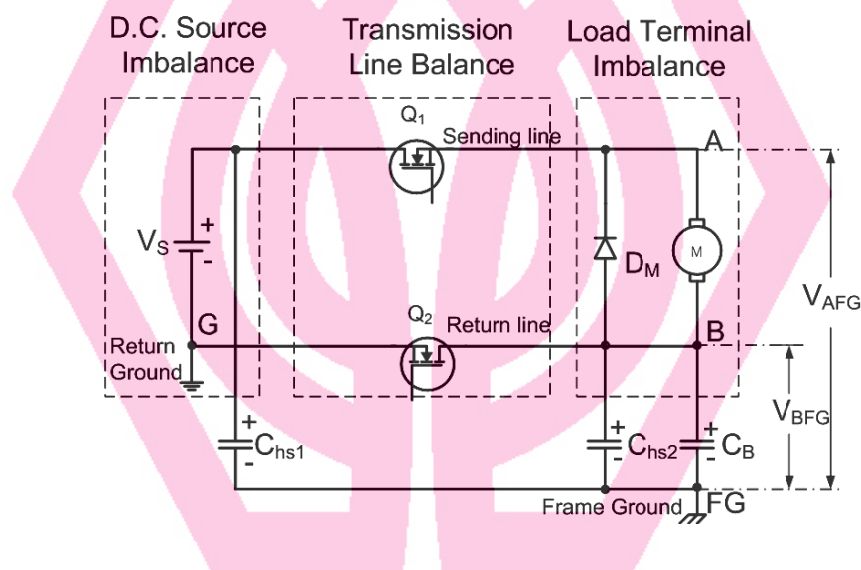 D.C. Source
Imbalance
Transmission
Line Balance
Load Terminal
Imbalance
Q1
Sending line
A
VS
+
-
DM
M
VAFG
G
Q2
Return line
B
Return
Ground
VBFG
+
Chs1
-
+
Chs2
-
+
CB
-
Frame Ground
FG